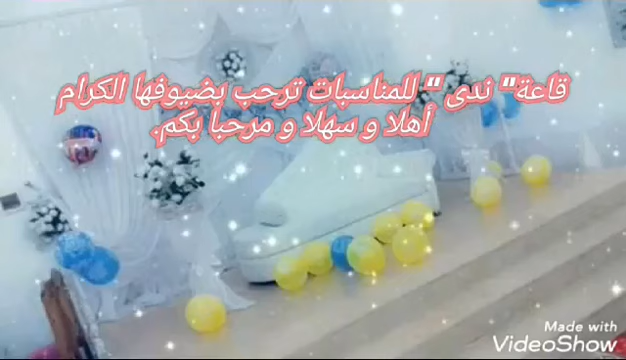 قاعة" ندى " للمناسبات ترحب بضيوفها الكرام
أهلا و سهلا و مرحبا بكم.
Made with
VideoShow